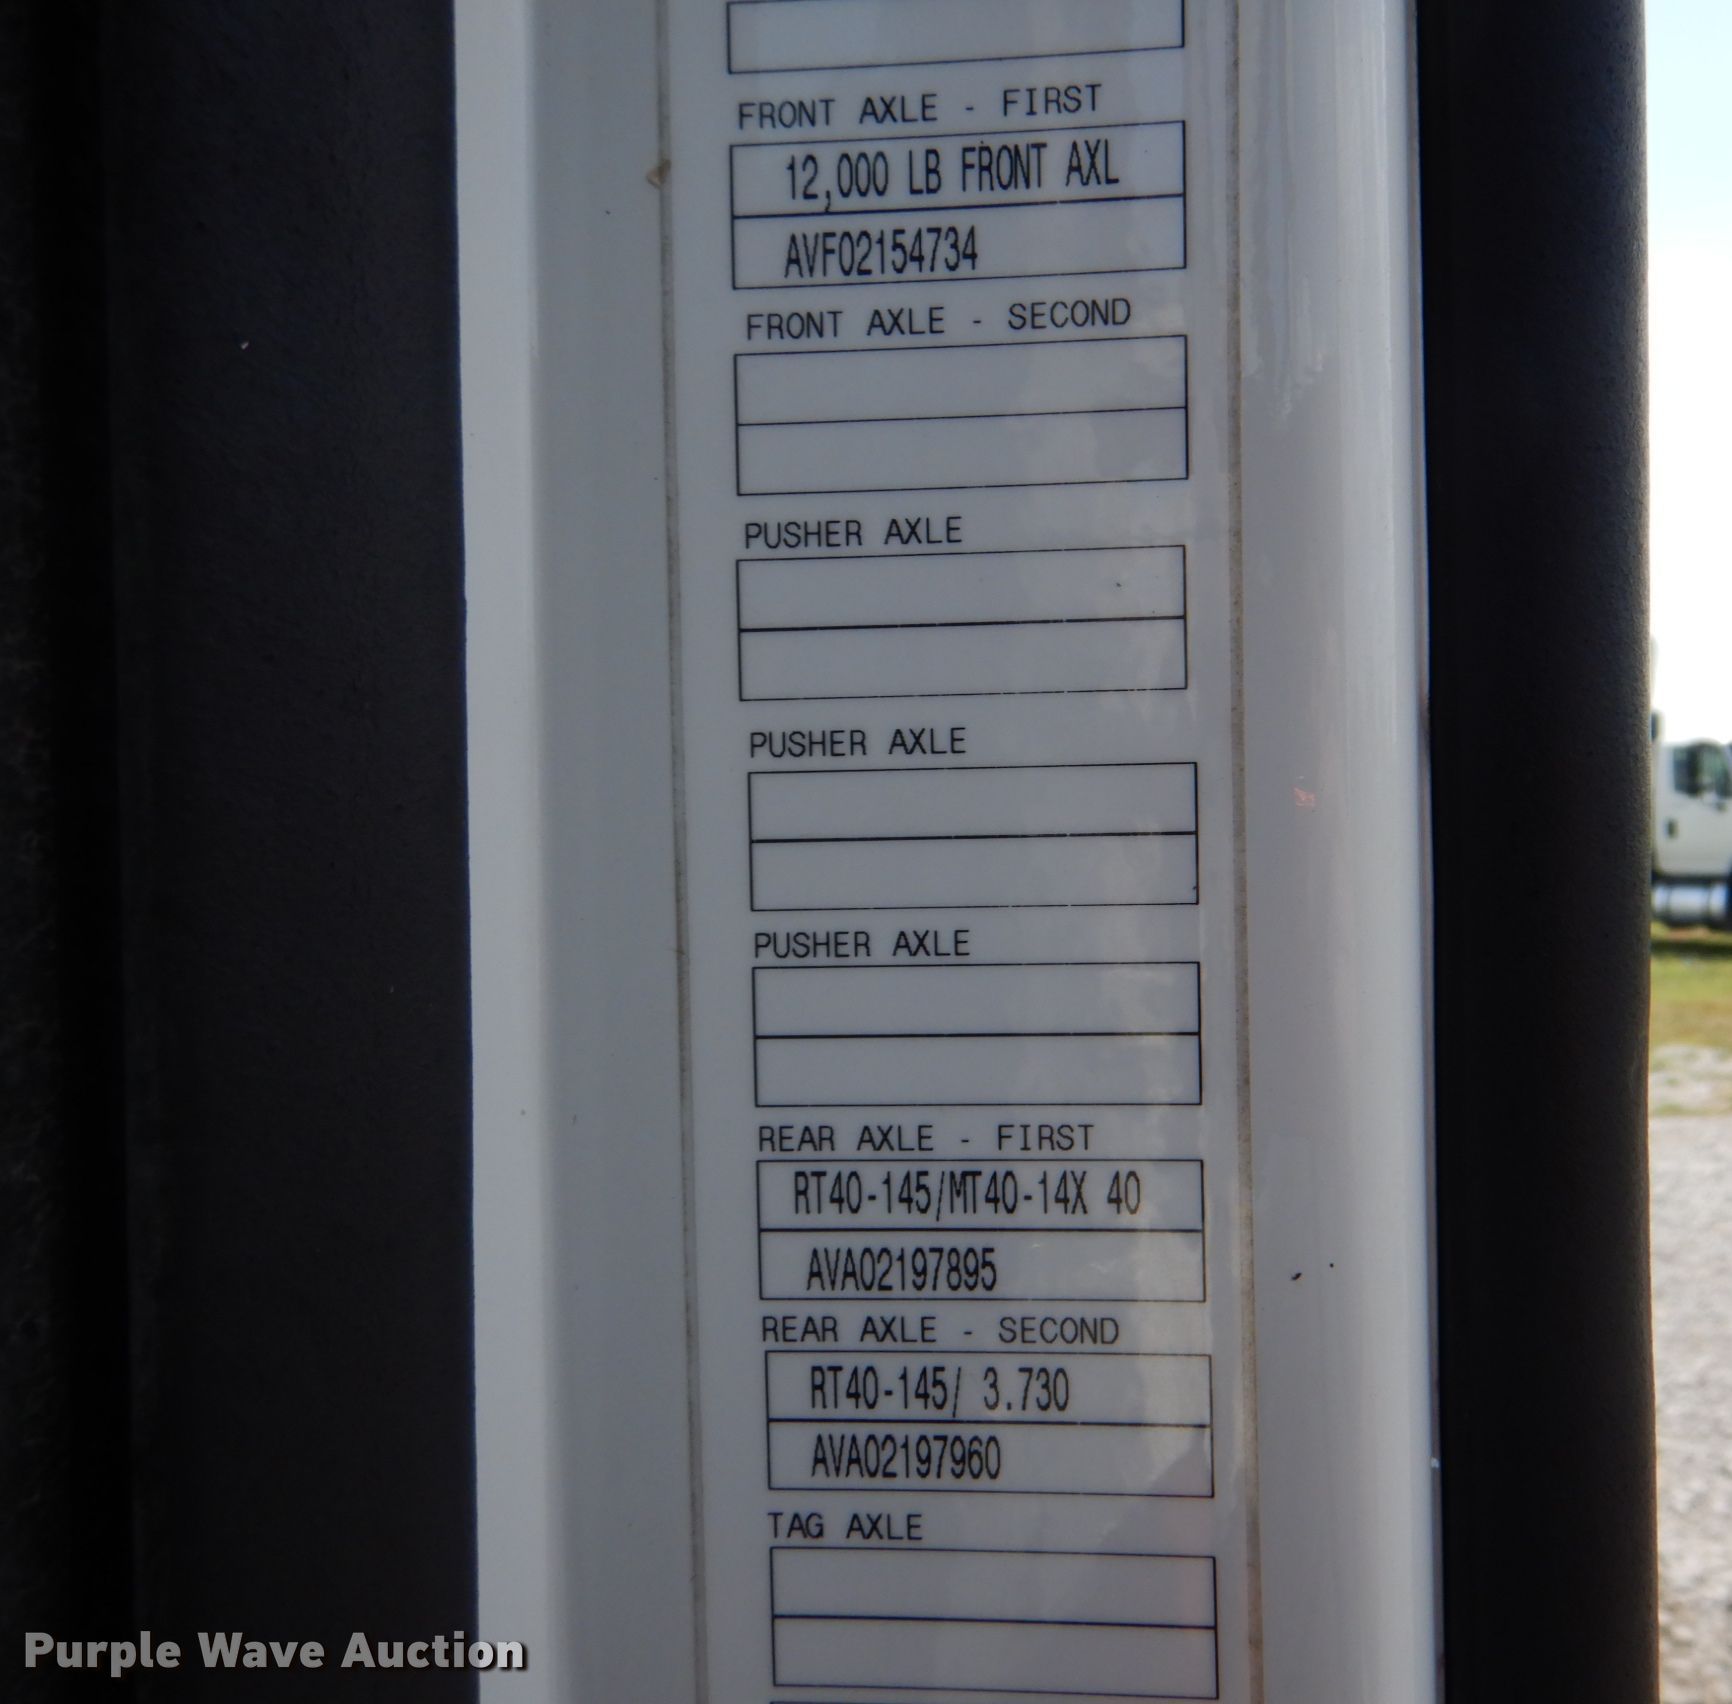 FRONT AXLE - FIRST
12,000 LB FRONT AXL
AVF02154734
FRONT AXLE - SECOND
PUSHER AXLE
PUSHER AXLE
PUSHER AXLE
REAR AXLE - FIRST
RT40-145/MT40-14X 40
AVA02197895
REAR AXLE - SECOND
RT40-145/ 3.730
AVA02197960
TAG AXLE
Purple Wave Auction